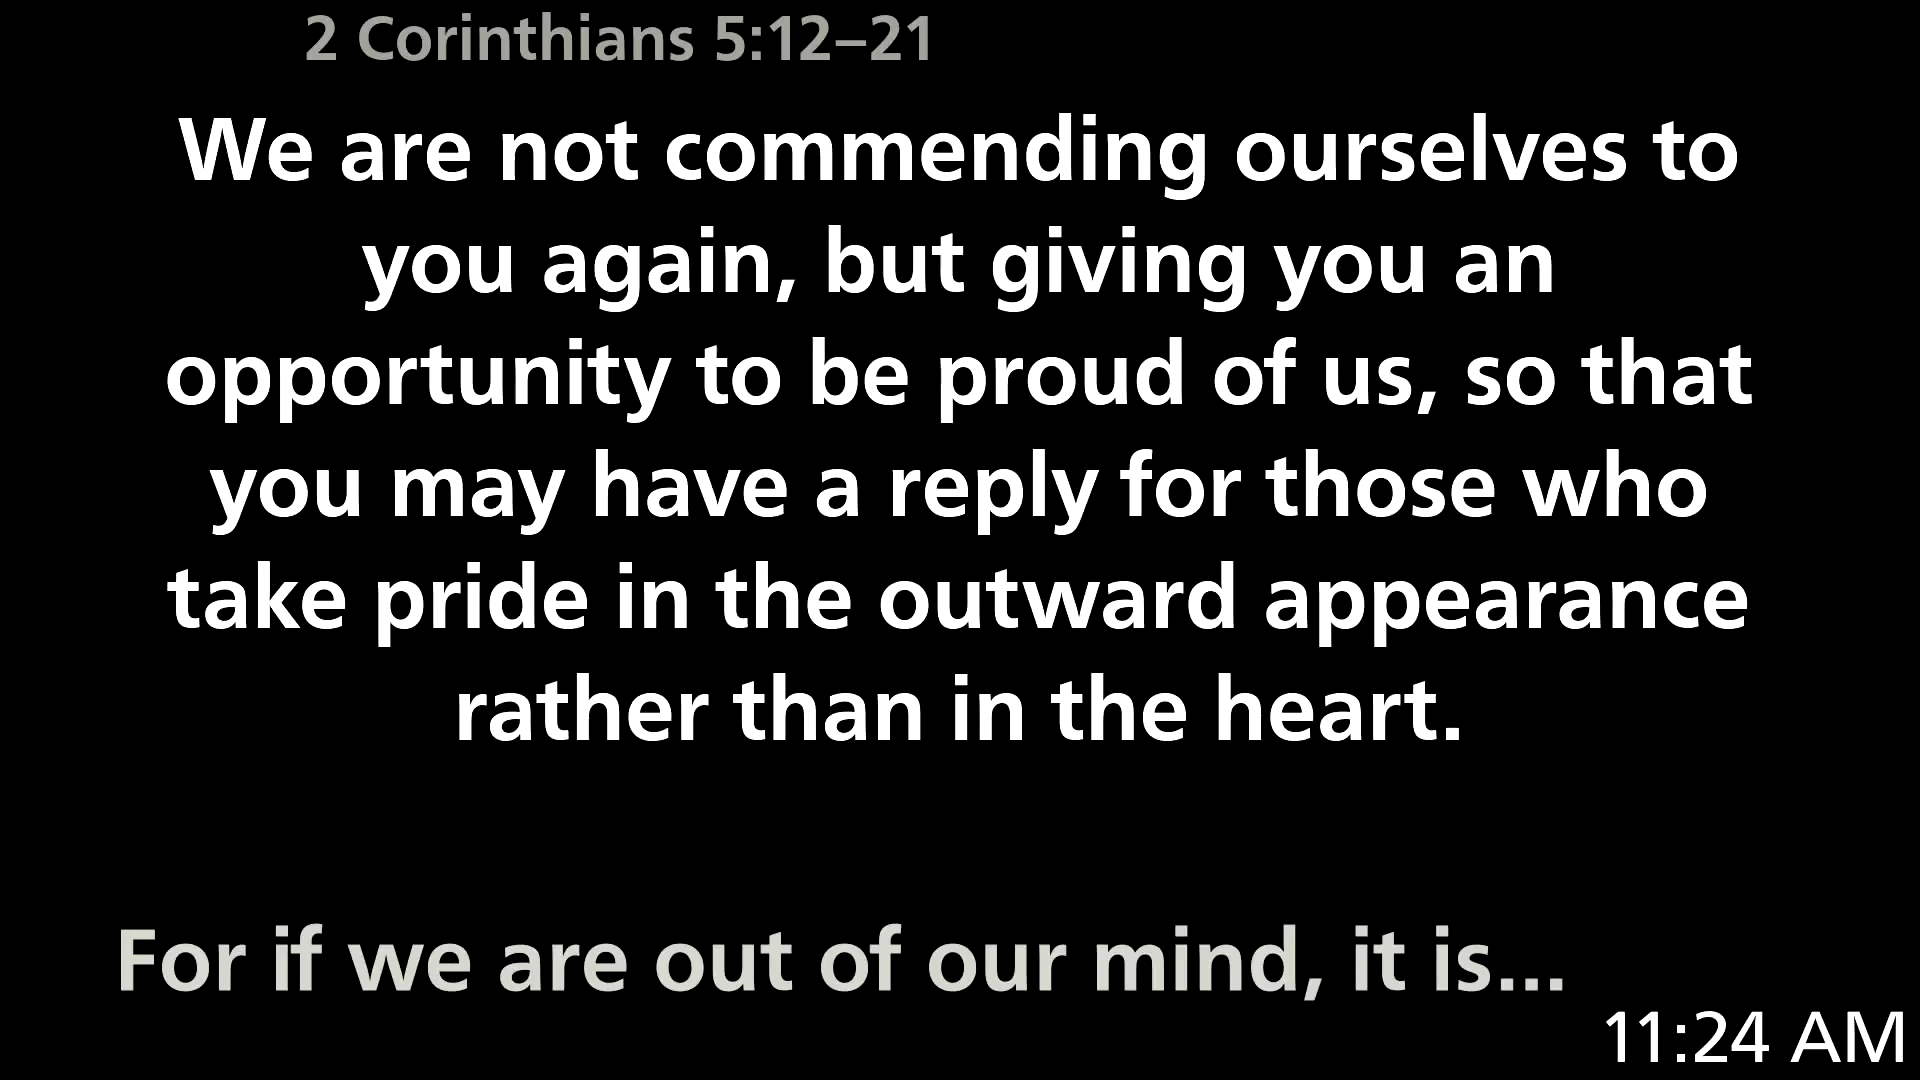 2 Corinthians 5:12–21
We are not commending ourselves to
you again, but giving you an
opportunity to be proud of us, so that
you may have a reply for those who
take pride in the outward appearance
rather than in the heart.
For if we are out of our mind, it is...
11:24 AM